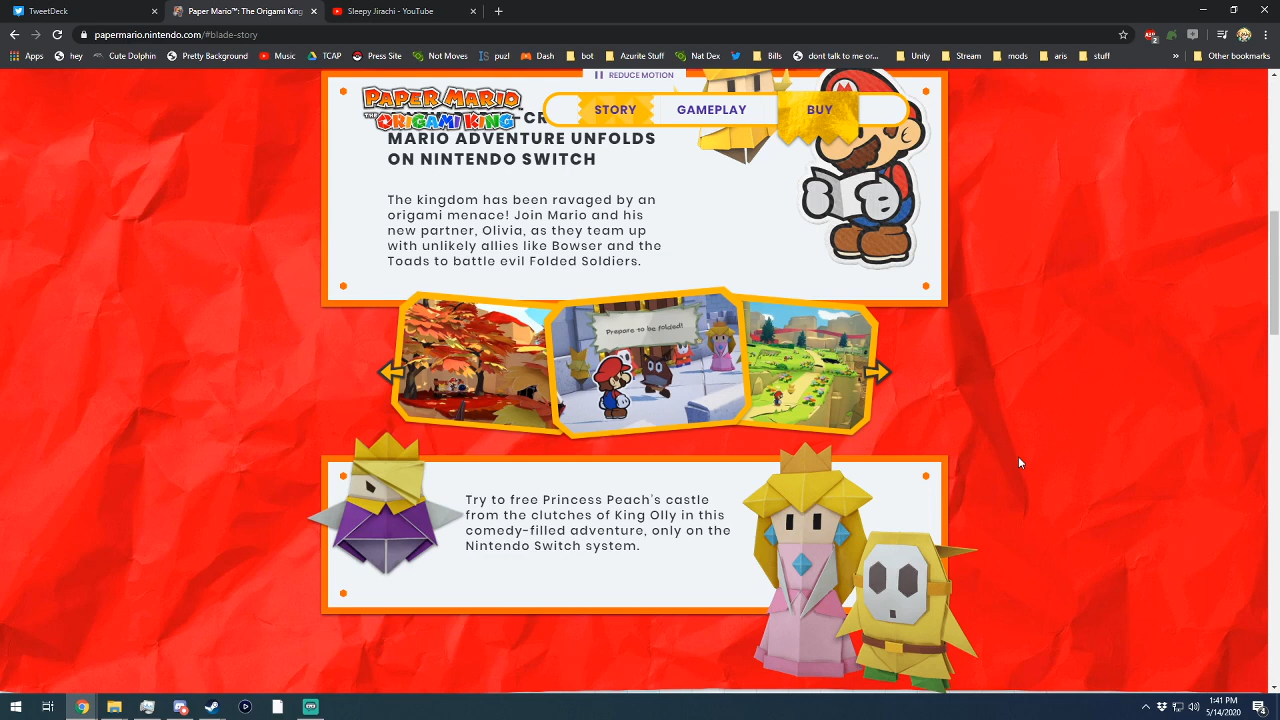 TweetDeck
Paper Mario™: The Origami King
Sleepy Jirachi - YouTube
papermario.nintendo.com/#blade-story
Apps
hey
Cute Dolphin
Breath of the Wild
Music
TCAP
Press Site
Not Moves
puzl
bot
Azurite Stuff
Nat Dex
Bills
dont talk to me or...
Unity
Stream
mods
aris
stuff
Other bookmarks
REDUCE MOTION
PAPER MARIO
THE ORIGAMI KING
STORY
GAMEPLAY
BUY
MARIO ADVENTURE UNFOLDS
ON NINTENDO SWITCH
The kingdom has been ravaged by an
origami menace! Join Mario and his
new partner, Olivia, as they team up
with unlikely allies like Bowser and the
Toads to battle evil Folded Soldiers.
Prepare to be folded!
Try to free Princess Peach's castle
from the clutches of King Olly in this
comedy-filled adventure, only on the
Nintendo Switch system.
1:41 PM
5/14/2020